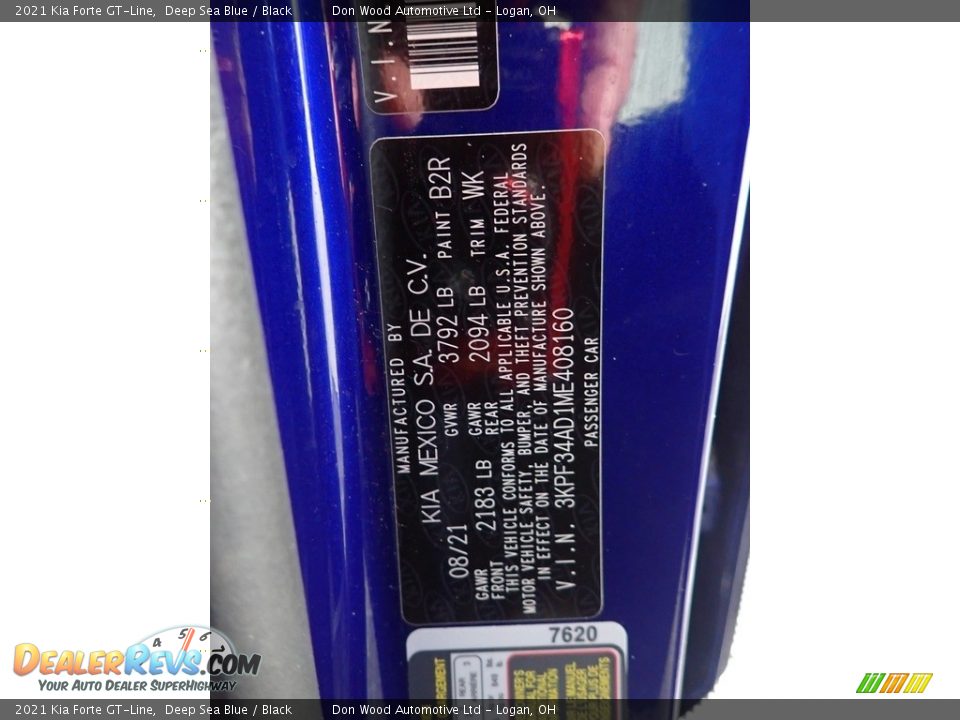 2021 Kia Forte GT-Line, Deep Sea Blue / Black Don Wood Automotive Ltd - Logan, OH
V.I.N
MANUFACTURED BY
KIA MEXICO S.A. DE C.V.
08/21 GVWR 3792 LB PAINT B2R
GAWR FRONT 2183 LB GAWR REAR 2094 LB TRIM WK
THIS VEHICLE CONFORMS TO ALL APPLICABLE U.S.A. FEDERAL
MOTOR VEHICLE SAFETY, BUMPER, AND THEFT PREVENTION STANDARDS
IN EFFECT ON THE DATE OF MANUFACTURE SHOWN ABOVE.
V.I.N. 3KPF34AD1ME408160
PASSENGER CAR
7620
REAR
DEALERREVS.COM
YOUR AUTO DEALER SUPERHIGHWAY
2021 Kia Forte GT-Line, Deep Sea Blue / Black Don Wood Automotive Ltd - Logan, OH